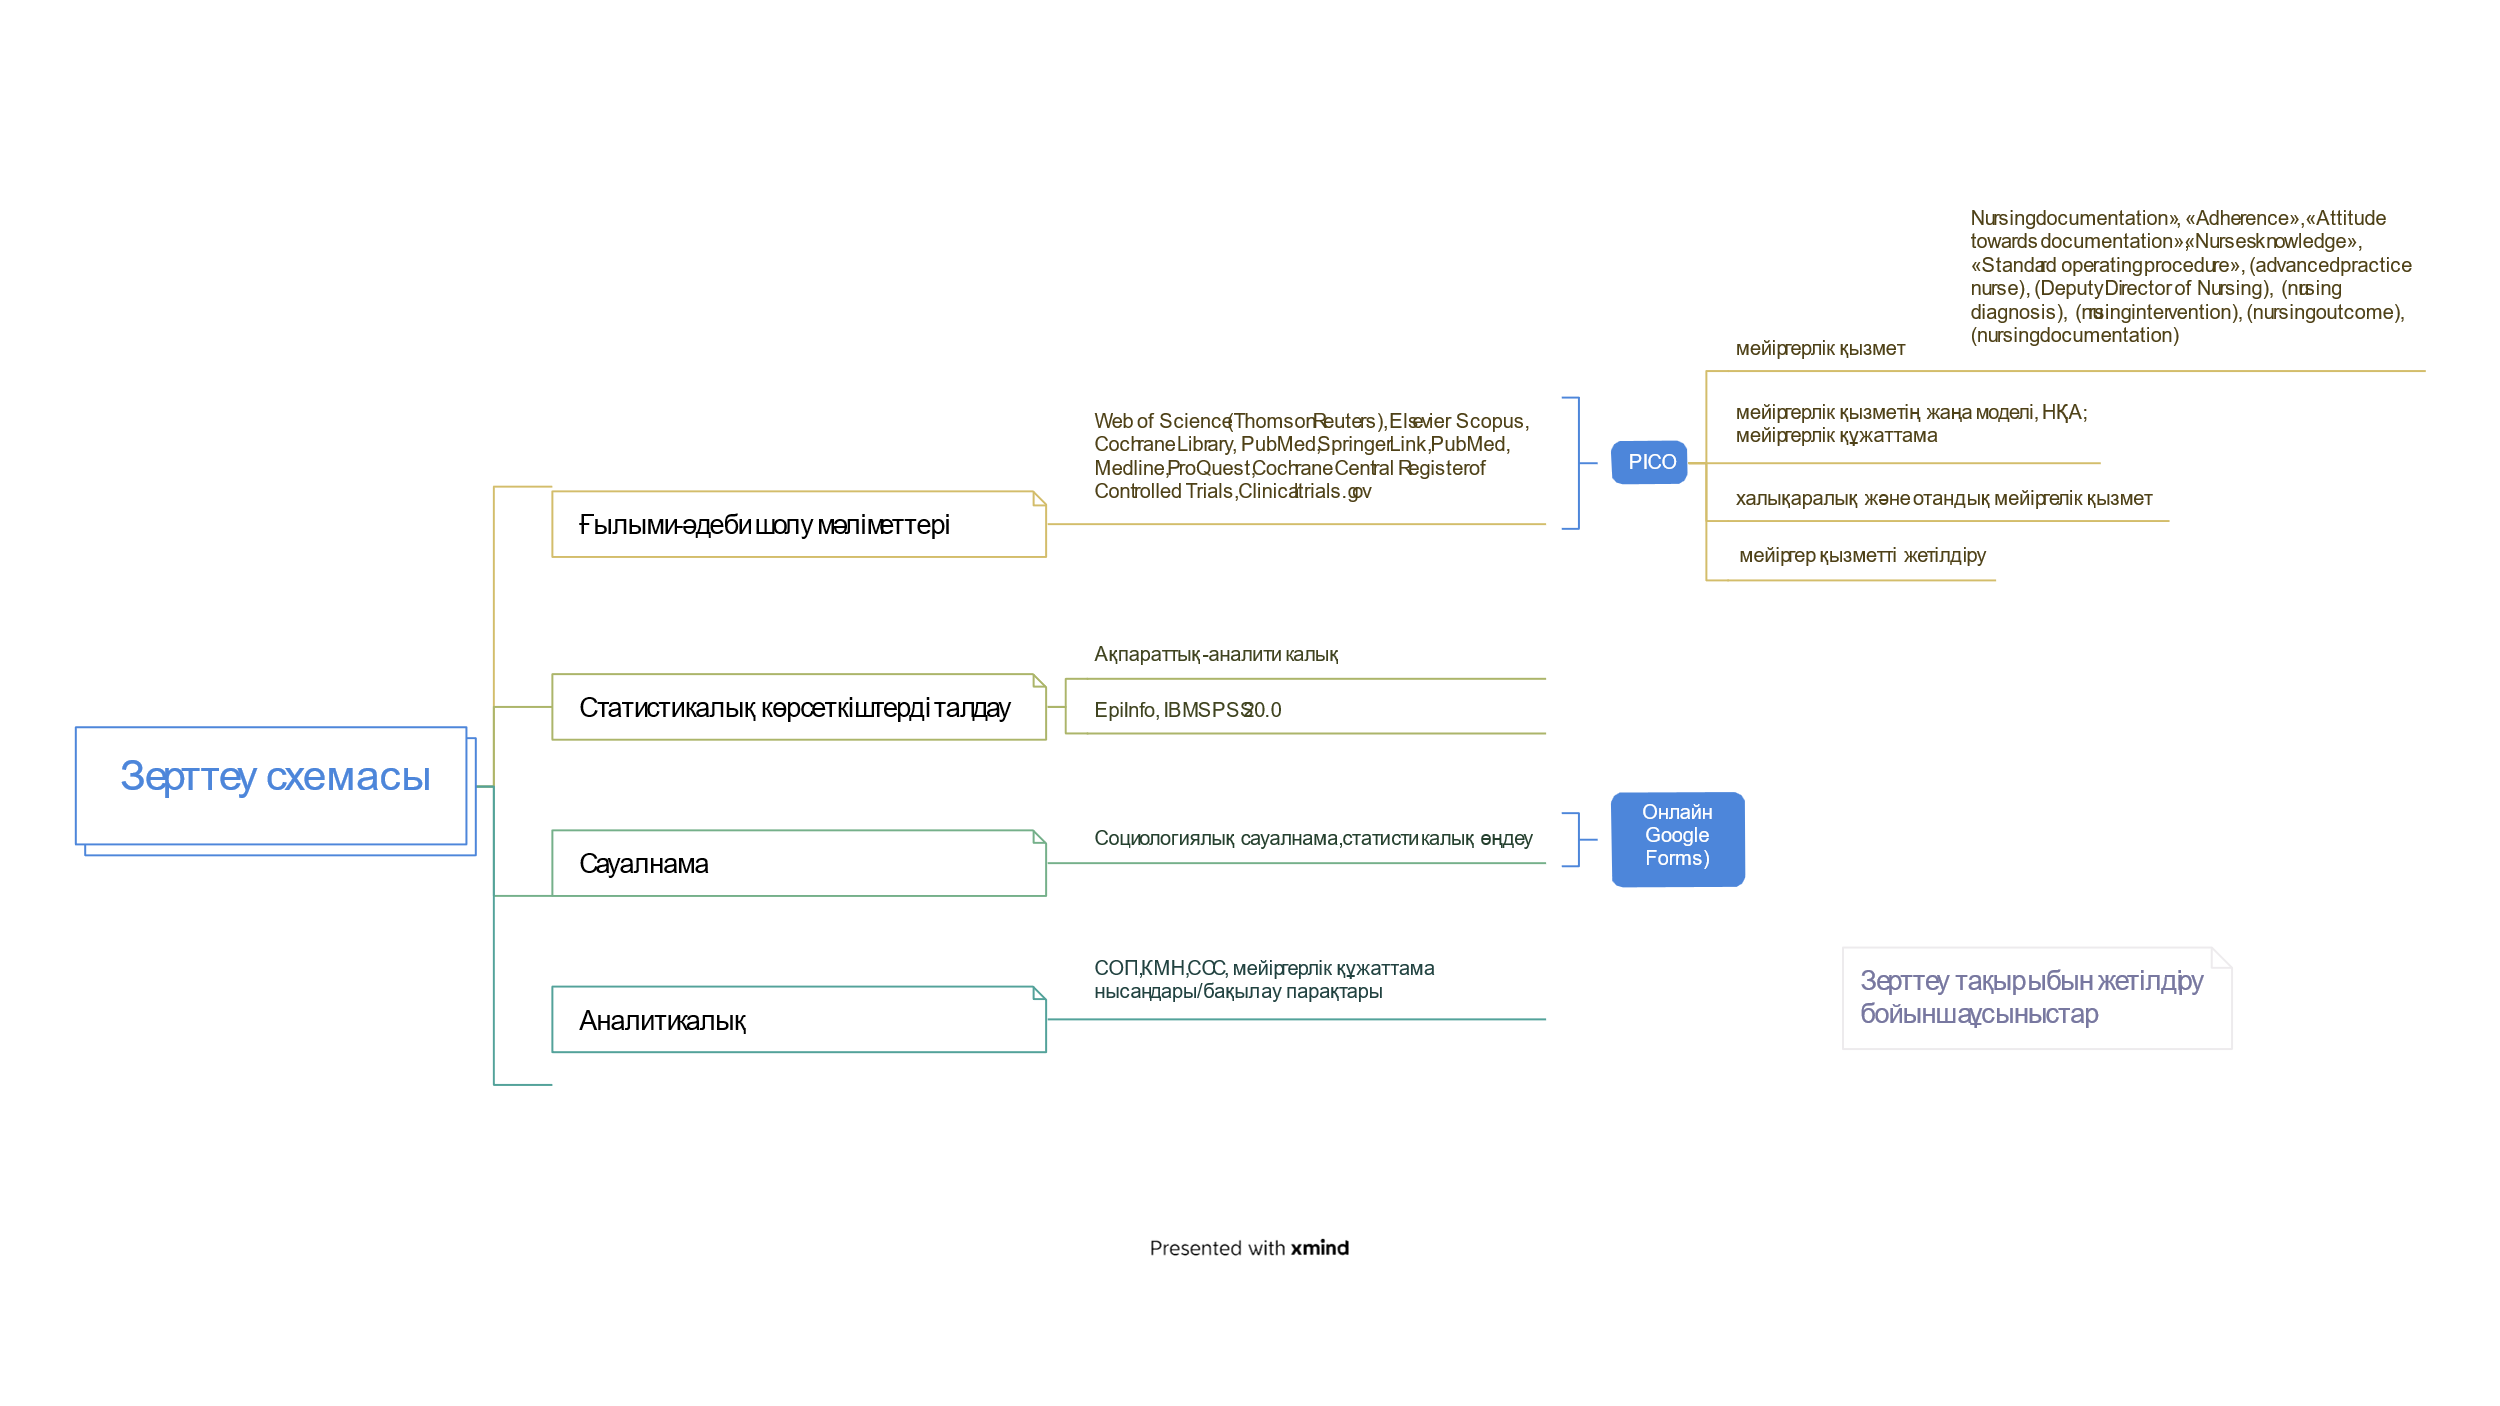 Зерттеу схемасы
Ғылыми-әдеби шолу мәліметтері
Web of Science (Thomson Reuters), Elsevier Scopus,
Cochrane Library, PubMed, SpringerLink, PubMed,
Medline, ProQuest, Cochrane Central Register of
Controlled Trials, Clinicaltrials.gov
PICO
мейіргерлік қызмет
Nursing documentation», «Adherence», «Attitude
towards documentation», «Nurses knowledge»,
«Standard operating procedure», (advanced practice
nurse), (Deputy Director of Nursing), (nursing
diagnosis), (nursing intervention), (nursing outcome),
(nursing documentation)
мейіргерлік қызметің жаңа моделі, НҚА;
мейіргерлік құжаттама
халықаралық және отандық мейіргелік қызмет
мейіргер қызметті жетілдіру
Статистикалық көрсеткіштерді талдау
Ақпараттық-аналитикалық
EpiInfo, IBM SPSS 20.0
Сауалнама
Социологиялық сауалнама, статистикалық өңдеу
Онлайн
Google
Forms)
Аналитикалық
СОП, КМН, ССС, мейіргерлік құжаттама
нысандары/бақылау парақтары
Зерттеу тақырыбын жетілдіру
бойынша ұсыныстар
Presented with xmind